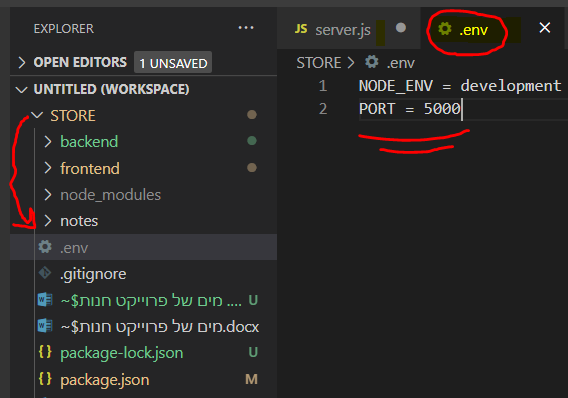 EXPLORER
OPEN EDITORS 1 UNSAVED
UNTITLED (WORKSPACE)
STORE
backend
frontend
node_modules
notes
.env
.gitignore
~$מים של פרוייקט חנות.... U
~$מים של פרוייקט חנות.docx
{} package-lock.json U
{} package.json M
JS server.js
.env
STORE > .env
1 NODE_ENV = development
2 PORT = 5000